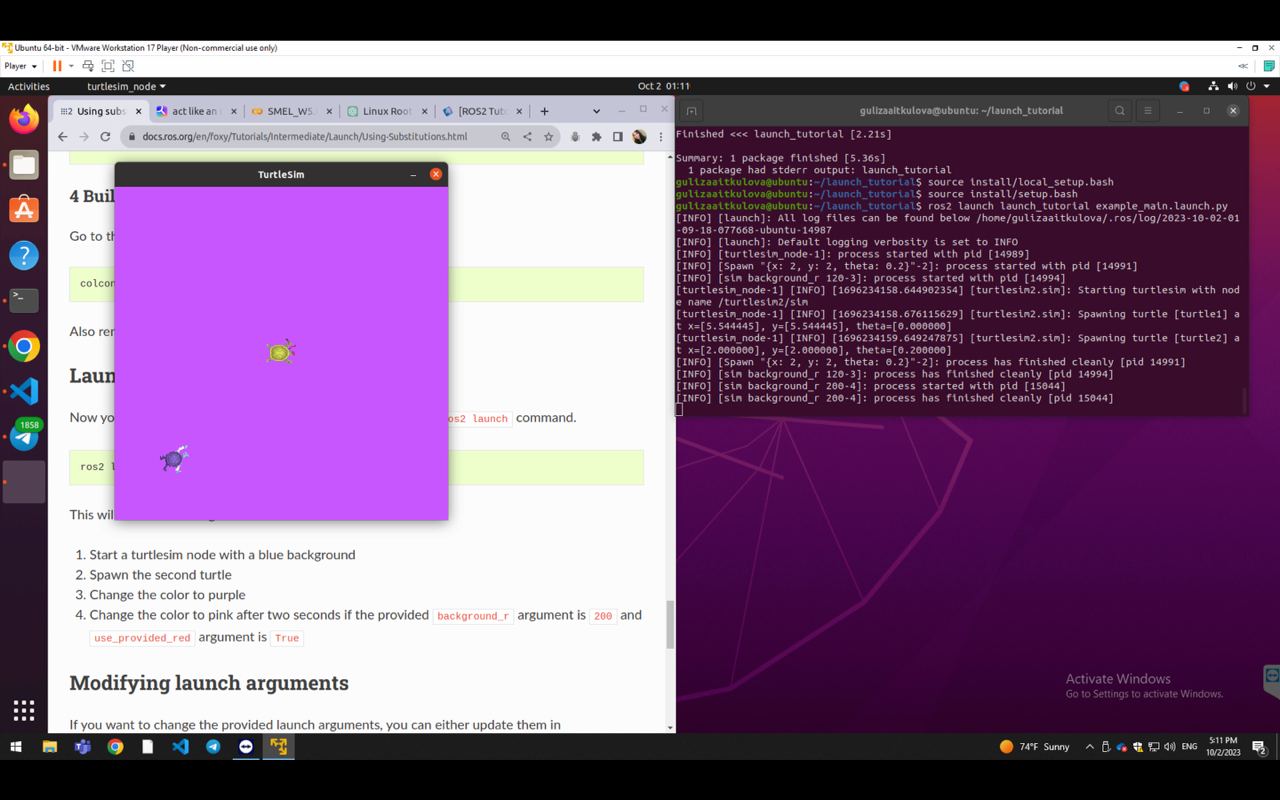 Ubuntu 64-bit - VMware Workstation 17 Player (Non-commercial use only)
Player
Activities
turtlesim_node
Oct 2 01:11
Using subs
act like an
SMEL_W5.
Linux Root
[ROS2 Tuto
docs.ros.org/en/foxy/Tutorials/Intermediate/Launch/Using-Substitutions.html
TurtleSim
4 Buil
Go to th
colcon
Also ren
Laun
Now yo
os2 launch command.
ros2 l
This wil
1. Start a turtlesim node with a blue background
2. Spawn the second turtle
3. Change the color to purple
4. Change the color to pink after two seconds if the provided background_r argument is 200 and
use_provided_red argument is True
Modifying launch arguments
If you want to change the provided launch arguments, you can either update them in
1858
gulizaaitkulova@ubuntu: ~/launch_tutorial
Finished <<< launch_tutorial [2.21s]
Summary: 1 package finished [5.36s]
1 package had stderr output: launch_tutorial
gulizaaitkulova@ubuntu:~/launch_tutorial$ source install/local_setup.bash
gulizaaitkulova@ubuntu:~/launch_tutorial$ source install/setup.bash
gulizaaitkulova@ubuntu:~/launch_tutorial$ ros2 launch launch_tutorial example_main.launch.py
[INFO] [launch]: All log files can be found below /home/gulizaaitkulova/.ros/log/2023-10-02-01
-09-18-077668-ubuntu-14987
[INFO] [launch]: Default logging verbosity is set to INFO
[INFO] [turtlesim_node-1]: process started with pid [14989]
[INFO] [Spawn "{x: 2, y: 2, theta: 0.2}"-2]: process started with pid [14991]
[INFO] [sim background_r 120-3]: process started with pid [14994]
[turtlesim_node-1] [INFO] [1696234158.644902354] [turtlesim2.sim]: Starting turtlesim with nod
e name /turtlesim2/sim
[turtlesim_node-1] [INFO] [1696234158.676115629] [turtlesim2.sim]: Spawning turtle [turtle1] a
t x=[5.544445], y=[5.544445], theta=[0.000000]
[turtlesim_node-1] [INFO] [1696234159.649247875] [turtlesim2.sim]: Spawning turtle [turtle2] a
t x=[2.000000], y=[2.000000], theta=[0.200000]
[INFO] [Spawn "{x: 2, y: 2, theta: 0.2}"-2]: process has finished cleanly [pid 14991]
[INFO] [sim background_r 120-3]: process has finished cleanly [pid 14994]
[INFO] [sim background_r 200-4]: process started with pid [15044]
[INFO] [sim background_r 200-4]: process has finished cleanly [pid 15044]
Activate Windows
Go to Settings to activate Windows.
74°F Sunny
ENG
5:11 PM
10/2/2023
2